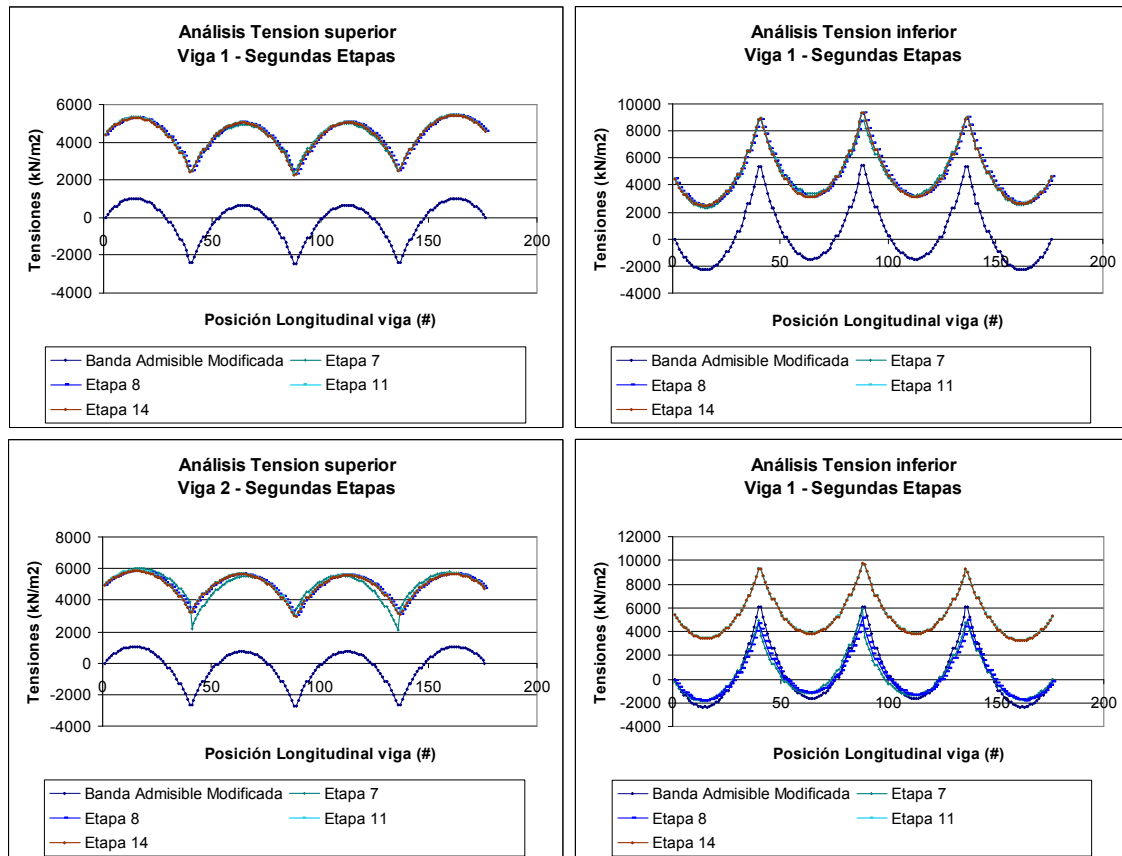 Análisis Tension superior
Viga 1 - Segundas Etapas
Tensiones (kN/m2)
6000
4000
2000
0
-2000
-4000
0
50
100
150
200
Posición Longitudinal viga (#)
Banda Admisible Modificada
Etapa 7
Etapa 8
Etapa 11
Etapa 14
Análisis Tension inferior
Viga 1 - Segundas Etapas
Tensiones (kN/m2)
10000
8000
6000
4000
2000
0
-2000
-4000
0
50
100
150
200
Posición Longitudinal viga (#)
Banda Admisible Modificada
Etapa 7
Etapa 8
Etapa 11
Etapa 14
Análisis Tension superior
Viga 2 - Segundas Etapas
Tensiones (kN/m2)
8000
6000
4000
2000
0
-2000
-4000
0
50
100
150
200
Posición Longitudinal viga (#)
Banda Admisible Modificada
Etapa 7
Etapa 8
Etapa 11
Etapa 14
Análisis Tension inferior
Viga 1 - Segundas Etapas
Tensiones (kN/m2)
12000
10000
8000
6000
4000
2000
0
-2000
-4000
0
50
100
150
200
Posición Longitudinal viga (#)
Banda Admisible Modificada
Etapa 7
Etapa 8
Etapa 11
Etapa 14